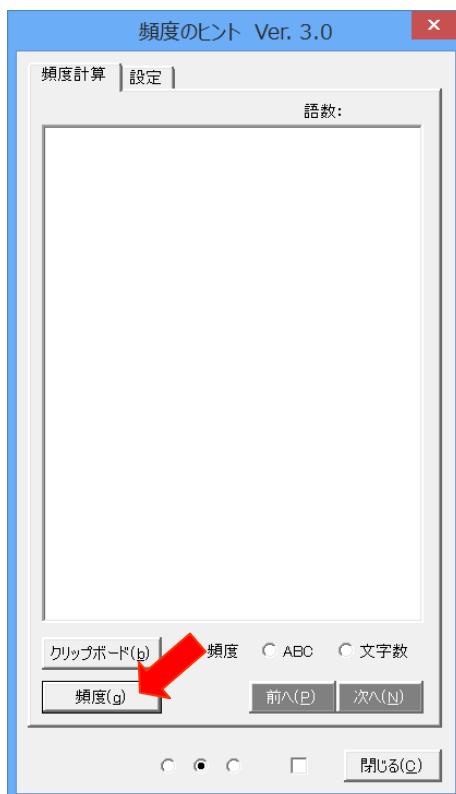 頻度のヒント Ver. 3.0
頻度計算 設定
語数:
クリップボード(b) 頻度 ABC 文字数
頻度(g) 前へ(P) 次へ(N)
閉じる(C)